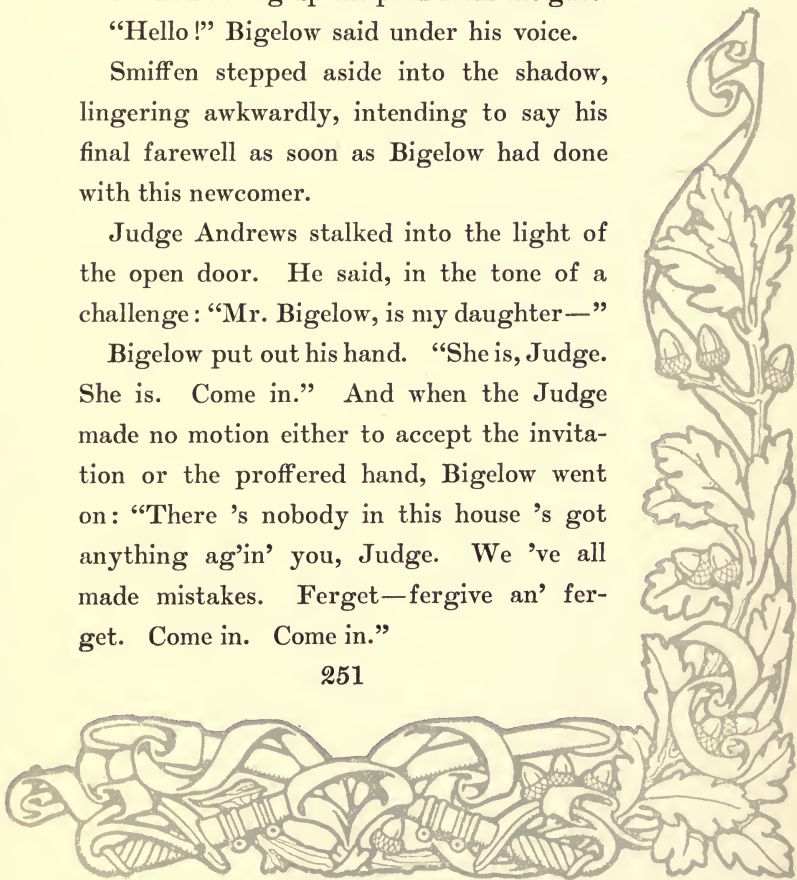 “Hello!” Bigelow said under his voice.
Smiffen stepped aside into the shadow,
lingering awkwardly, intending to say his
final farewell as soon as Bigelow had done
with this newcomer.
Judge Andrews stalked into the light of
the open door. He said, in the tone of a
challenge: “Mr. Bigelow, is my daughter—”
Bigelow put out his hand. “She is, Judge.
She is. Come in.” And when the Judge
made no motion either to accept the invita-
tion or the proffered hand, Bigelow went
on: “There ’s nobody in this house ’s got
anything ag’in’ you, Judge. We ’ve all
made mistakes. Ferget—fergive an’ fer-
get. Come in. Come in.”
251